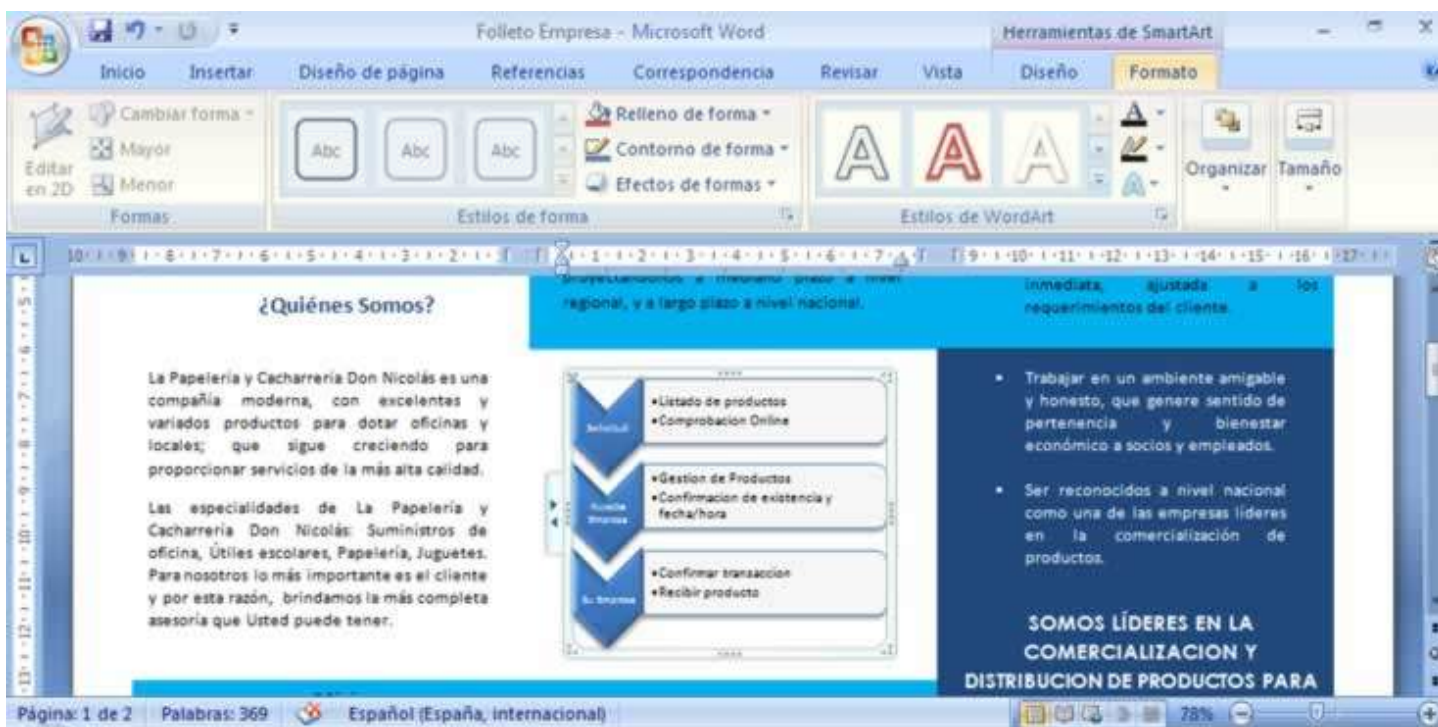 Folleto Empresa - Microsoft Word
Herramientas de SmartArt
Inicio Insertar Diseño de página Referencias Correspondencia Revisar Vista Diseño Formato
Editar en 2D
Cambiar forma
Mayor
Menor
Formas
Abc Abc Abc
Relleno de forma
Contorno de forma
Efectos de formas
Estilos de forma
A A A
Estilos de WordArt
Organizar
Tamaño
¿Quiénes Somos?
La Papelería y Cacharrería Don Nicolás es una
compañía moderna, con excelentes y
variados productos para dotar oficinas y
locales; que sigue creciendo para
proporcionar servicios de la más alta calidad.
Las especialidades de La Papelería y
Cacharrería Don Nicolás: Suministros de
oficina, Útiles escolares, Papelería, Juguetes.
Para nosotros lo más importante es el cliente
y por esta razón, brindamos la más completa
asesoría que Usted puede tener.
proyectandonos a mediano plazo a nivel
regional, y a largo plazo a nivel nacional.
Solicitud
•Listado de productos
•Comprobacion Online
Empresa
•Gestion de Productos
•Confirmacion de existencia y
fecha/hora
Su Empresa
•Confirmar transaccion
•Recibir producto
inmediata, ajustada a los
requerimientos del cliente.
• Trabajar en un ambiente amigable
y honesto, que genere sentido de
pertenencia y bienestar
económico a socios y empleados.
• Ser reconocidos a nivel nacional
como una de las empresas líderes
en la comercialización de
productos.
SOMOS LÍDERES EN LA
COMERCIALIZACION Y
DISTRIBUCION DE PRODUCTOS PARA
Página: 1 de 2 Palabras: 369 Español (España, internacional) 78%